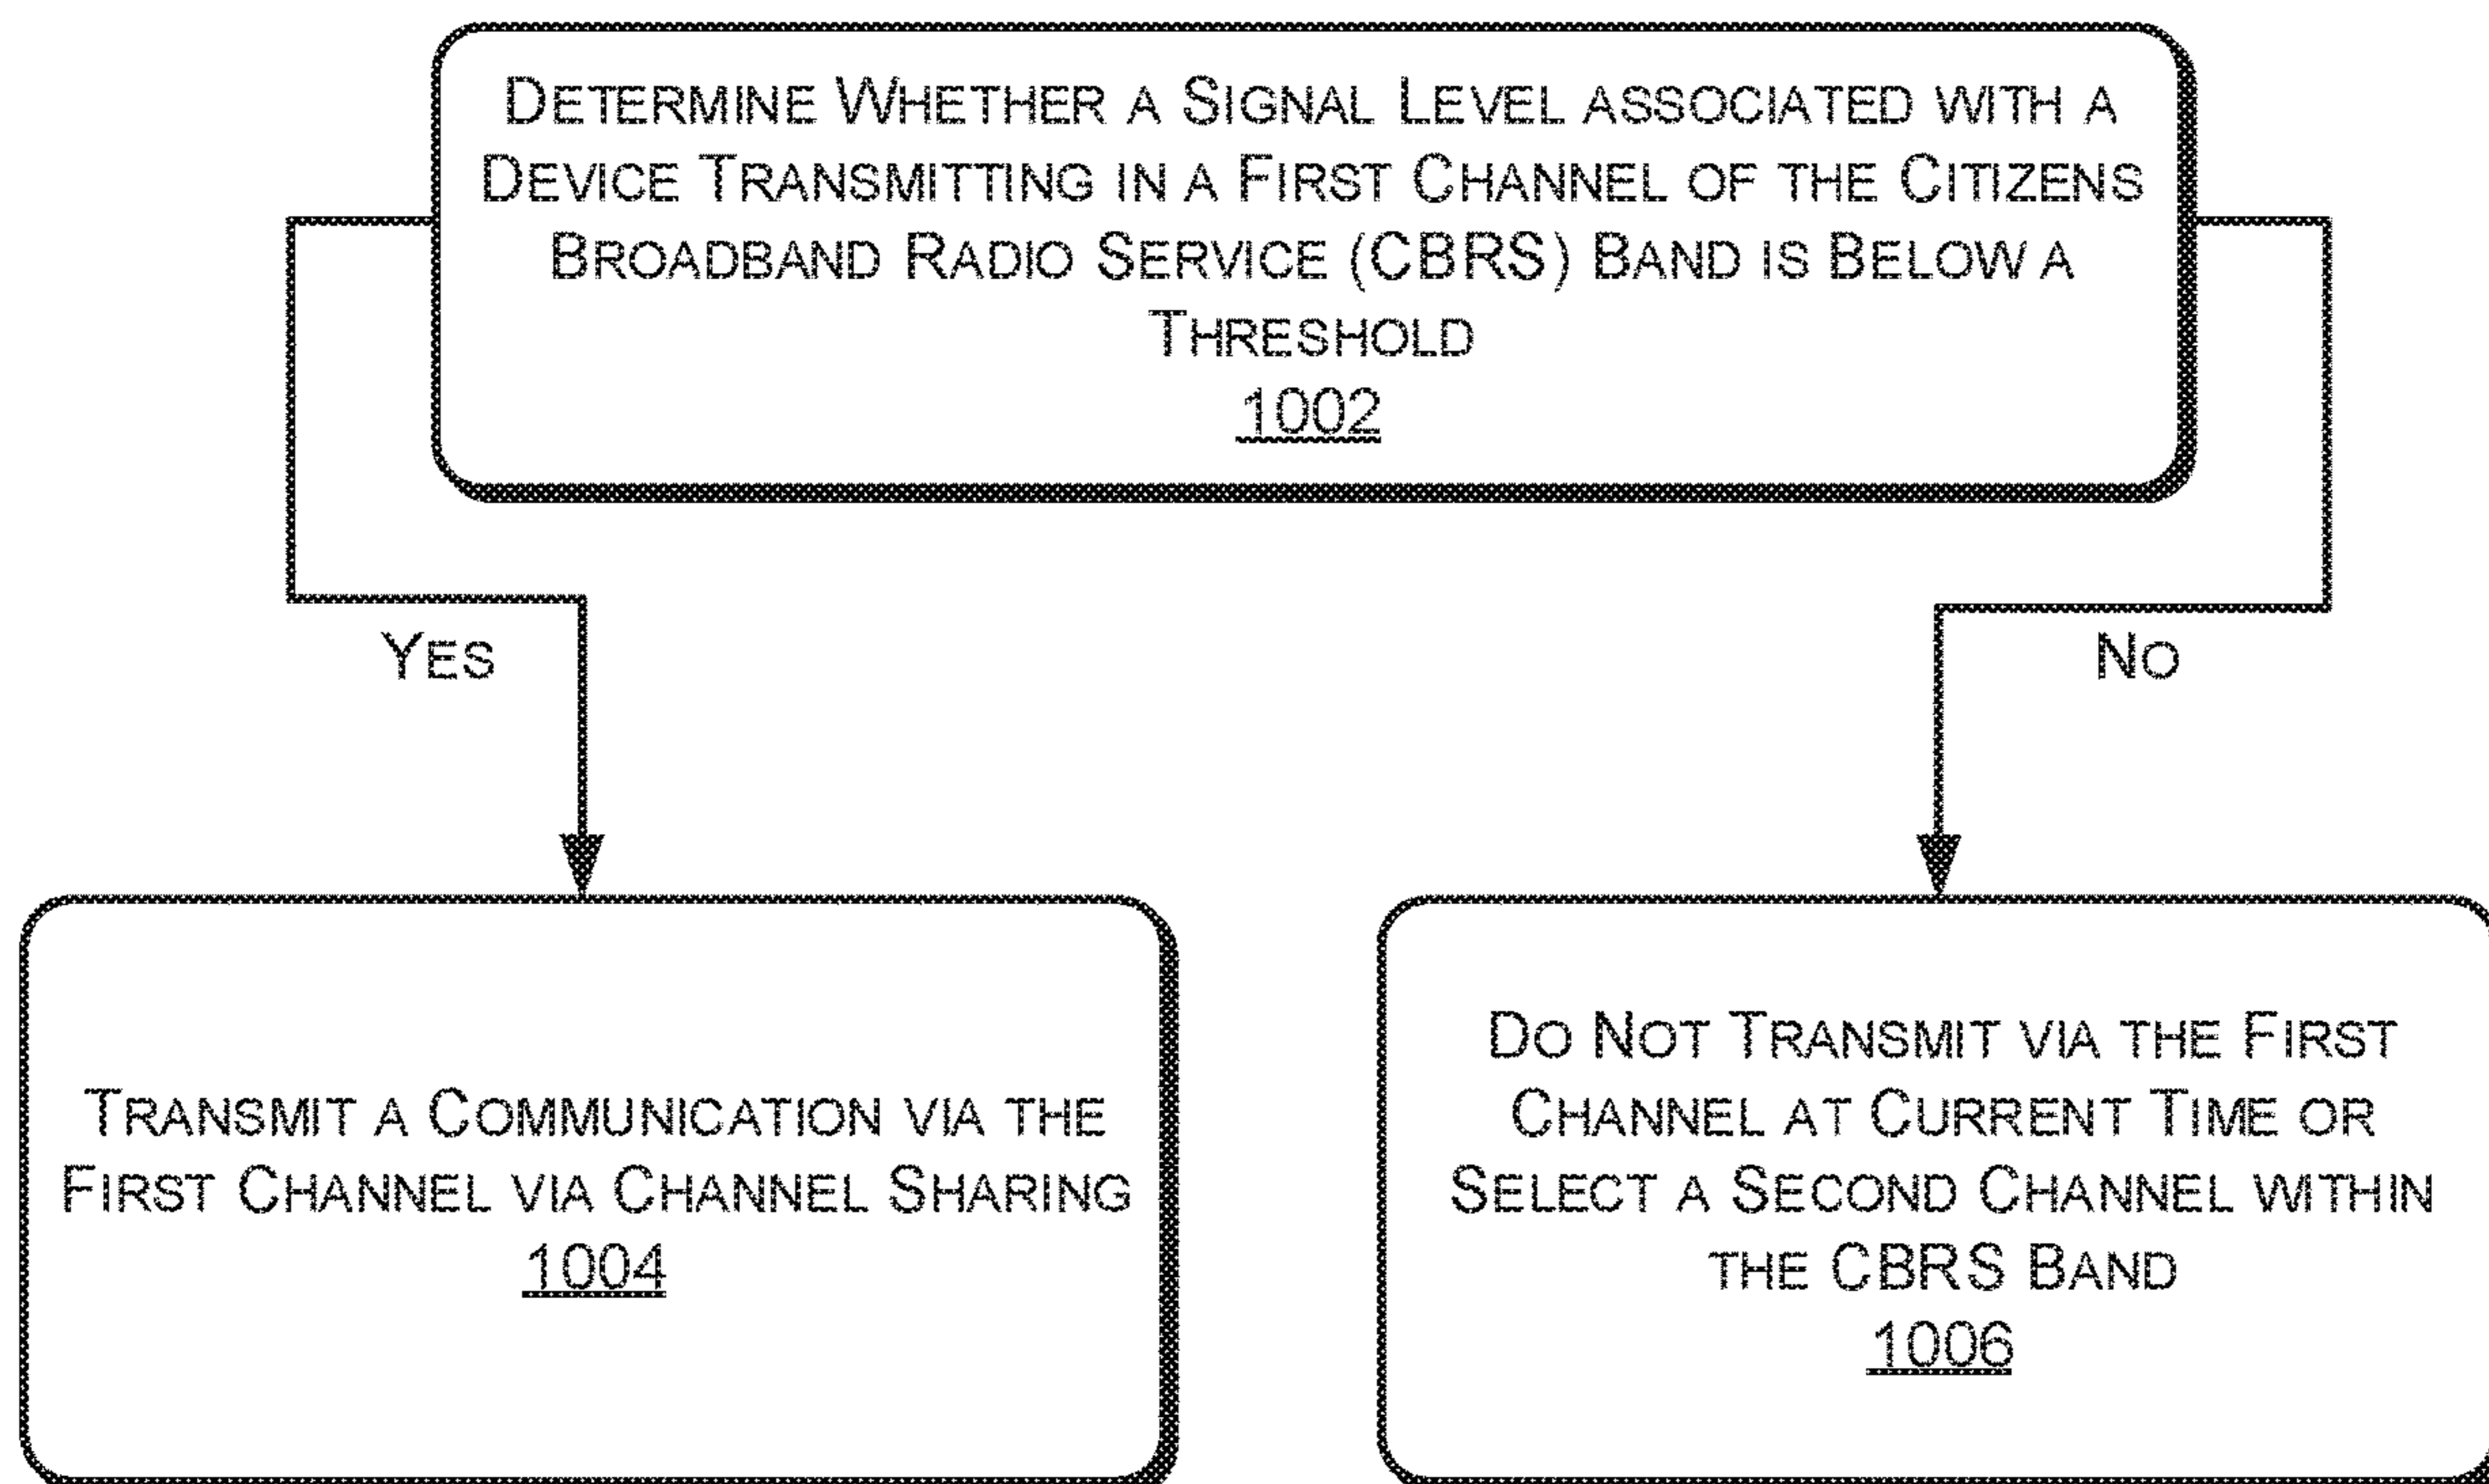 DETERMINE WHETHER A SIGNAL LEVEL ASSOCIATED WITH A
DEVICE TRANSMITTING IN A FIRST CHANNEL OF THE CITIZENS
BROADBAND RADIO SERVICE (CBRS) BAND IS BELOW A
THRESHOLD
1002
YES
NO
TRANSMIT A COMMUNICATION VIA THE
FIRST CHANNEL VIA CHANNEL SHARING
1004
DO NOT TRANSMIT VIA THE FIRST
CHANNEL AT CURRENT TIME OR
SELECT A SECOND CHANNEL WITHIN
THE CBRS BAND
1006